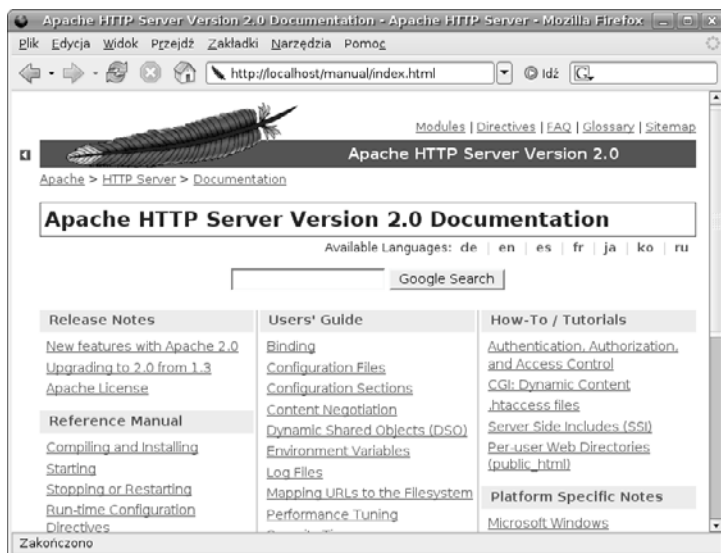 Apache HTTP Server Version 2.0 Documentation - Apache HTTP Server - Mozilla Firefox
Plik Edycja Widok Przejdź Zakładki Narzędzia Pomoc
http://localhost/manual/index.html Idź G
Modules | Directives | FAQ | Glossary | Sitemap
Apache HTTP Server Version 2.0
Apache > HTTP Server > Documentation
Apache HTTP Server Version 2.0 Documentation
Available Languages: de | en | es | fr | ja | ko | ru
Google Search
Release Notes
New features with Apache 2.0
Upgrading to 2.0 from 1.3
Apache License
Reference Manual
Compiling and Installing
Starting
Stopping or Restarting
Run-time Configuration
Directives
Users' Guide
Binding
Configuration Files
Configuration Sections
Content Negotiation
Dynamic Shared Objects (DSO)
Environment Variables
Log Files
Mapping URLs to the Filesystem
Performance Tuning
How-To / Tutorials
Authentication, Authorization,
and Access Control
CGI: Dynamic Content
.htaccess files
Server Side Includes (SSI)
Per-user Web Directories
(public_html)
Platform Specific Notes
Microsoft Windows
Zakończono